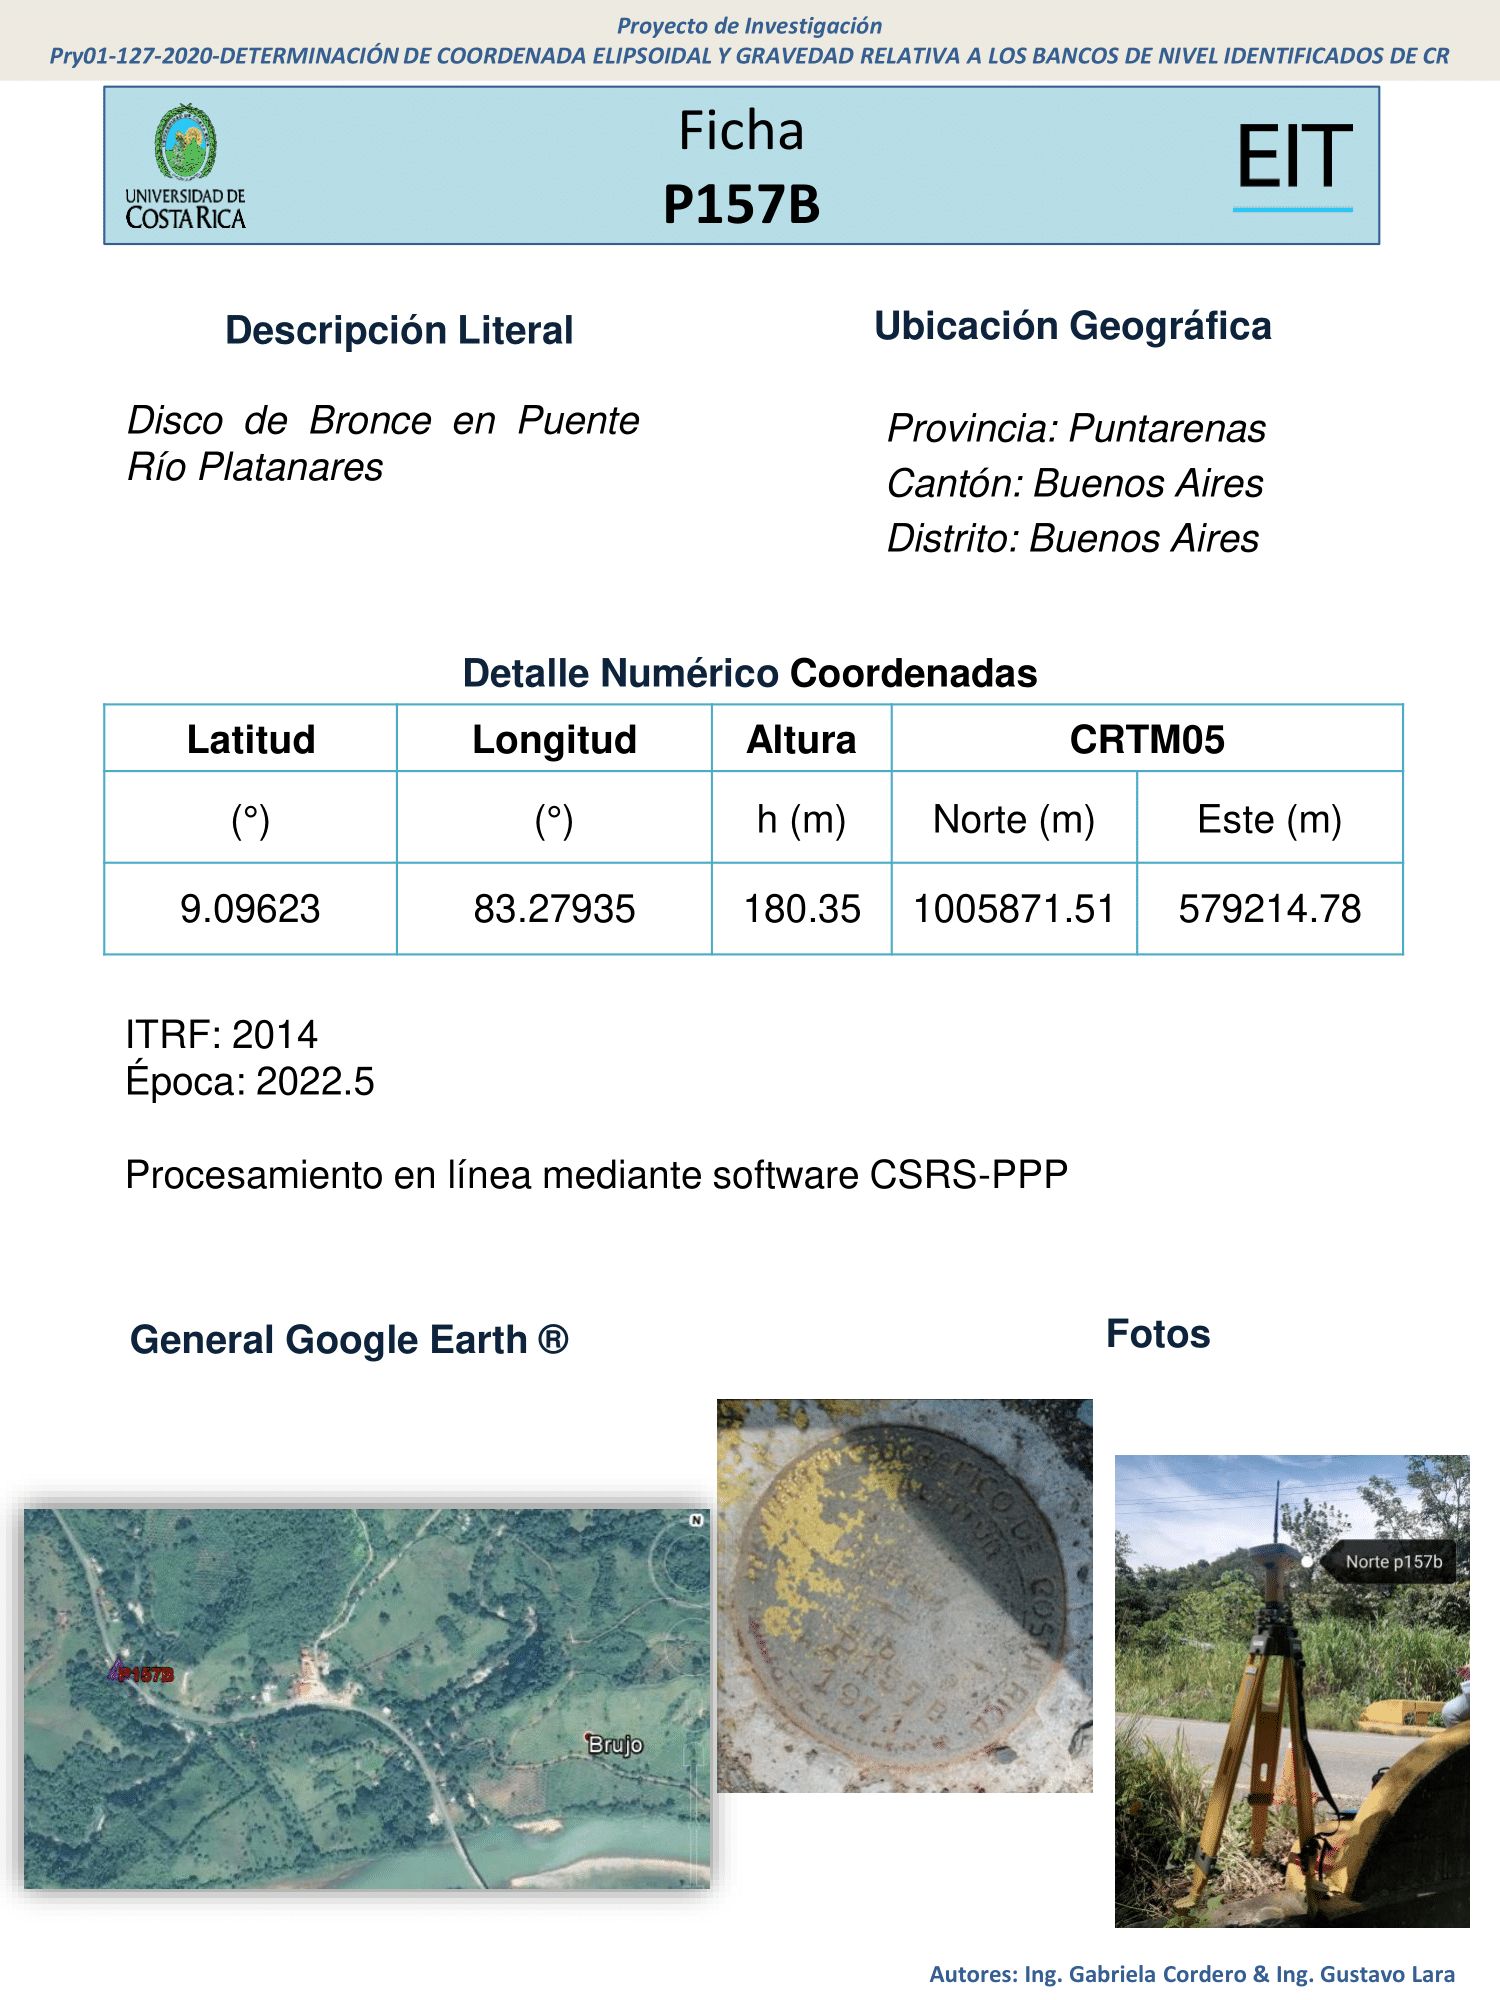 Proyecto de Investigación
Pry01-127-2020-DETERMINACIÓN DE COORDENADA ELIPSOIDAL Y GRAVEDAD RELATIVA A LOS BANCOS DE NIVEL IDENTIFICADOS DE CR
UNIVERSIDAD DE
COSTA RICA
Ficha
P157B
EIT
Descripción Literal
Disco de Bronce en Puente
Río Platanares
Ubicación Geográfica
Provincia: Puntarenas
Cantón: Buenos Aires
Distrito: Buenos Aires
Detalle Numérico Coordenadas
Latitud Longitud Altura CRTM05
(°) (°) h (m) Norte (m) Este (m)
9.09623 83.27935 180.35 1005871.51 579214.78
ITRF: 2014
Época: 2022.5
Procesamiento en línea mediante software CSRS-PPP
General Google Earth ®
Fotos
N
P157B
Brujo
Norte p157b
Autores: Ing. Gabriela Cordero & Ing. Gustavo Lara